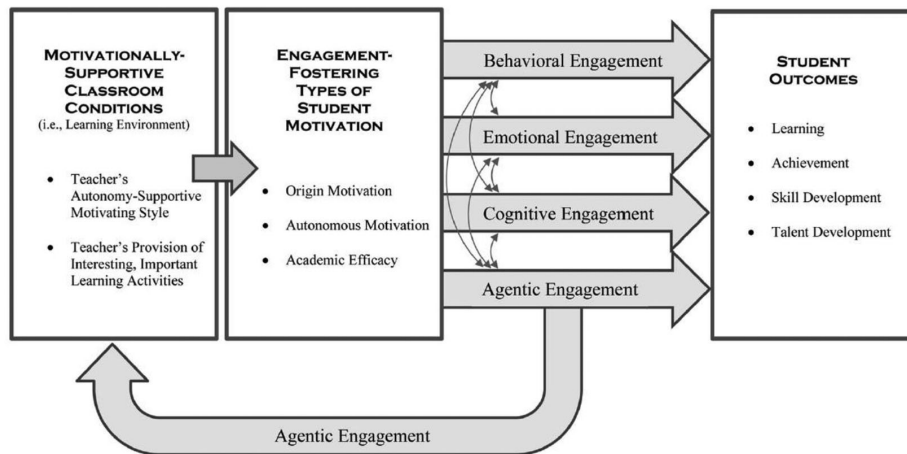 MOTIVATIONALLY-
SUPPORTIVE
CLASSROOM
CONDITIONS
(i.e., Learning Environment)
• Teacher's
Autonomy-Supportive
Motivating Style
• Teacher's Provision of
Interesting, Important
Learning Activities
ENGAGEMENT-
FOSTERING
TYPES OF
STUDENT
MOTIVATION
• Origin Motivation
• Autonomous Motivation
• Academic Efficacy
Behavioral Engagement
Emotional Engagement
Cognitive Engagement
Agentic Engagement
STUDENT
OUTCOMES
• Learning
• Achievement
• Skill Development
• Talent Development
Agentic Engagement